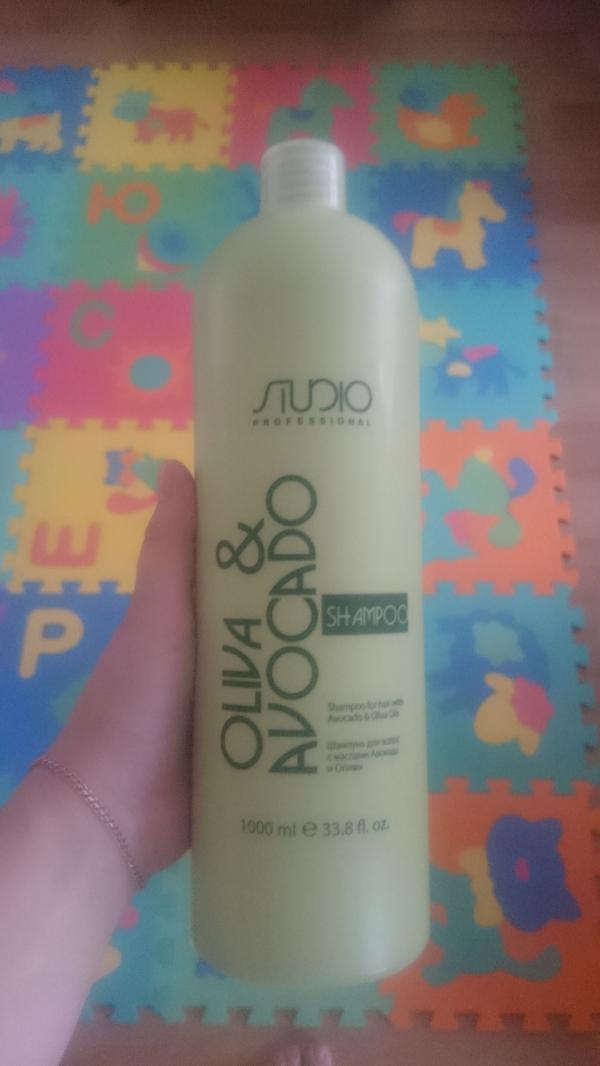 STUDIO
PROFESSIONAL
OLIVA &
AVOCADO
SHAMPOO
Shampoo for hair with
Avocado & Oliva Oils
Шампунь для волос
с маслами Авокадо
и Оливы
1000 ml e 33.8 fl. oz.
Ю
С
Е
Р